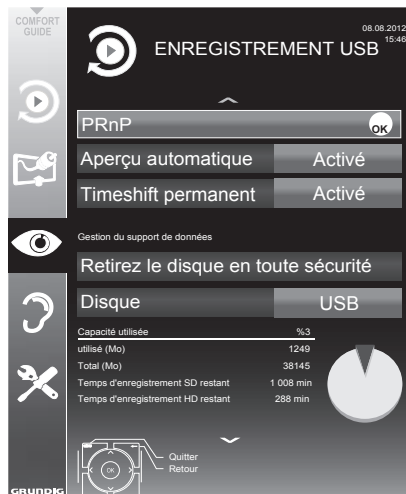 COMFORT
GUIDE
ENREGISTREMENT USB
08.08.2012
15:46
PRnP
OK
Aperçu automatique Activé
Timeshift permanent Activé
Gestion du support de données
Retirez le disque en toute sécurité
Disque USB
Capacité utilisée %3
utilisé (Mo) 1249
Total (Mo) 38145
Temps d'enregistrement SD restant 1 008 min
Temps d'enregistrement HD restant 288 min
Quitter
OK
Retour
GRUNDIG